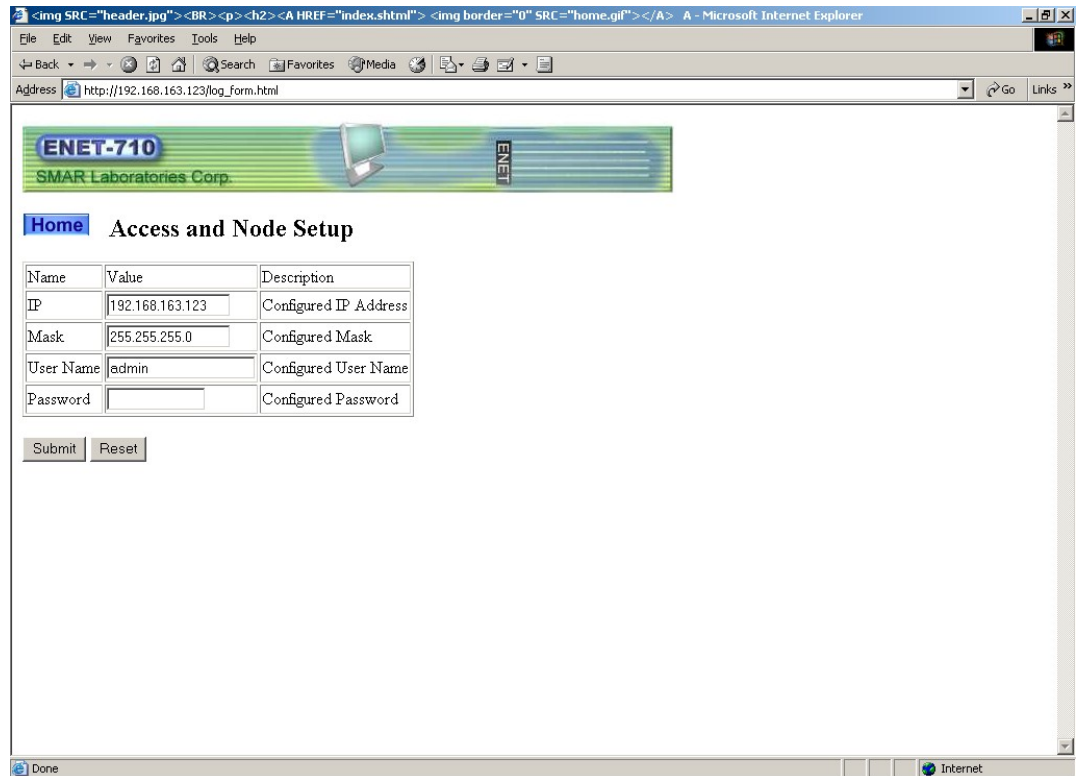 <img SRC="header.jpg"><BR><p><h2><A HREF="index.shtml"> <img border="0" SRC="home.gif"></A> A - Microsoft Internet Explorer
File Edit View Favorites Tools Help
Back Search Favorites Media
Address http://192.168.163.123/log_form.html Go Links »
ENET-710
SMAR Laboratories Corp.
ENET
Home Access and Node Setup
Name Value Description
IP 192.168.163.123 Configured IP Address
Mask 255.255.255.0 Configured Mask
User Name admin Configured User Name
Password Configured Password
Submit Reset
Done Internet